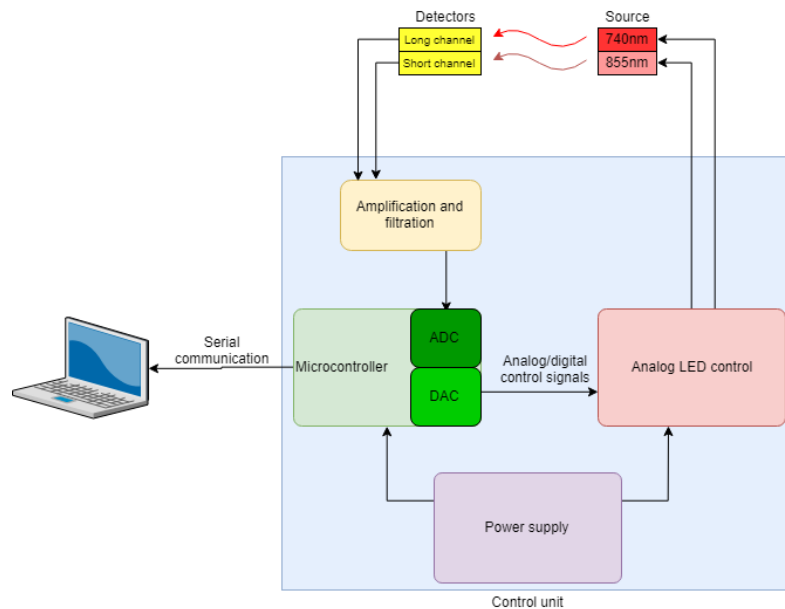 Detectors
Source
Long channel
740nm
Short channel
855nm
Amplification and
filtration
Serial
communication
Microcontroller
ADC
DAC
Analog/digital
control signals
Analog LED control
Power supply
Control unit